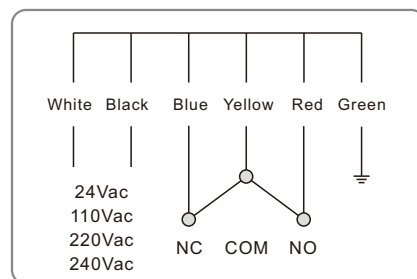 White Black Blue Yellow Red Green
24Vac
110Vac
220Vac
240Vac
NC COM NO